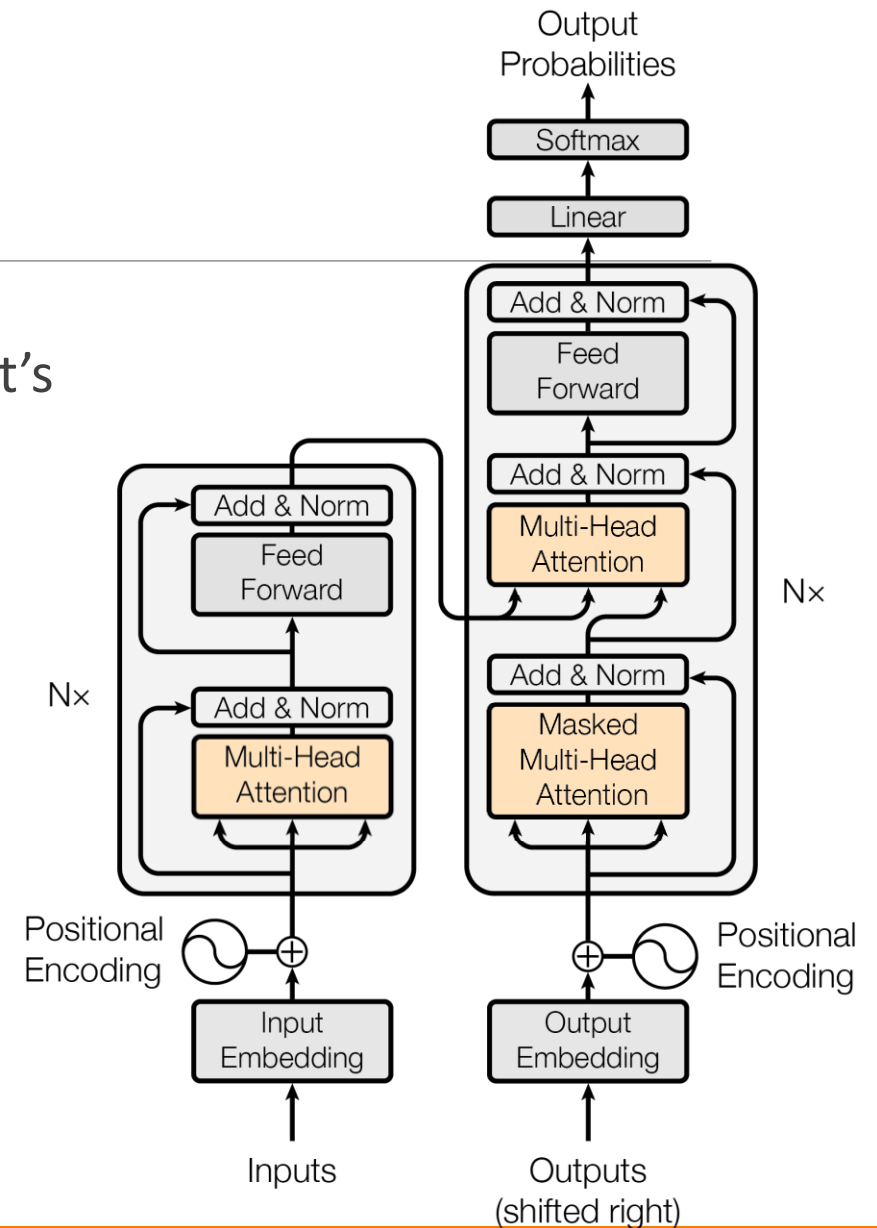 Output
Probabilities
Softmax
Linear
Add & Norm
Feed
Forward
Add & Norm
Multi-Head
Attention
Add & Norm
Masked
Multi-Head
Attention
N×
Positional
Encoding
Output
Embedding
Outputs
(shifted right)
t’s
Add & Norm
Feed
Forward
Add & Norm
Multi-Head
Attention
N×
Positional
Encoding
Input
Embedding
Inputs